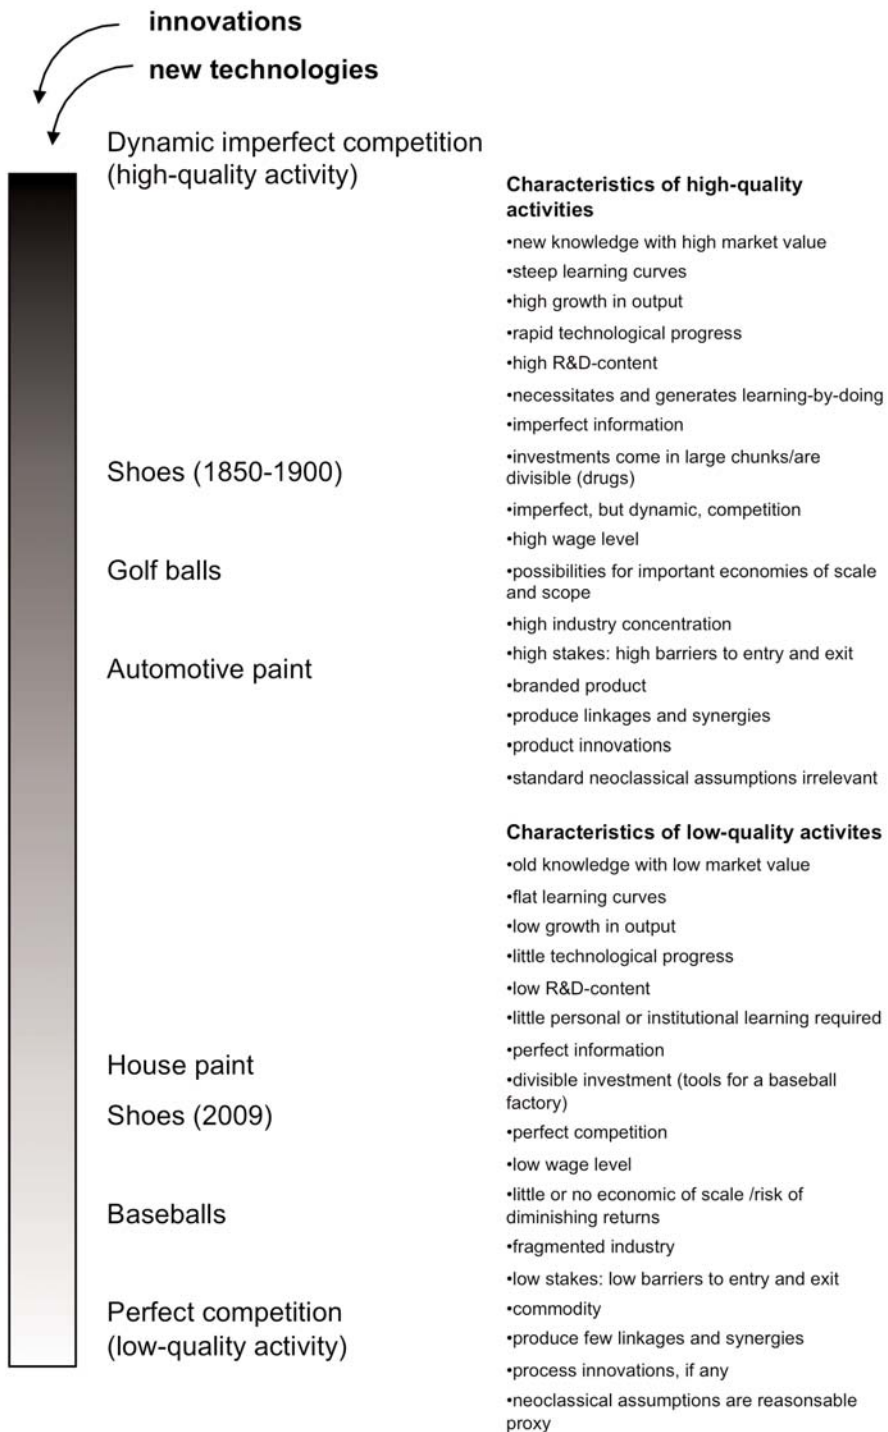 innovations
new technologies
Dynamic imperfect competition
(high-quality activity)
Shoes (1850-1900)
Golf balls
Automotive paint
House paint
Shoes (2009)
Baseballs
Perfect competition
(low-quality activity)
Characteristics of high-quality
activities
•new knowledge with high market value
•steep learning curves
•high growth in output
•rapid technological progress
•high R&D-content
•necessitates and generates learning-by-doing
•imperfect information
•investments come in large chunks/are
divisible (drugs)
•imperfect, but dynamic, competition
•high wage level
•possibilities for important economies of scale
and scope
•high industry concentration
•high stakes: high barriers to entry and exit
•branded product
•produce linkages and synergies
•product innovations
•standard neoclassical assumptions irrelevant
Characteristics of low-quality activites
•old knowledge with low market value
•flat learning curves
•low growth in output
•little technological progress
•low R&D-content
•little personal or institutional learning required
•perfect information
•divisible investment (tools for a baseball
factory)
•perfect competition
•low wage level
•little or no economic of scale /risk of
diminishing returns
•fragmented industry
•low stakes: low barriers to entry and exit
•commodity
•produce few linkages and synergies
•process innovations, if any
•neoclassical assumptions are reasonsable
proxy